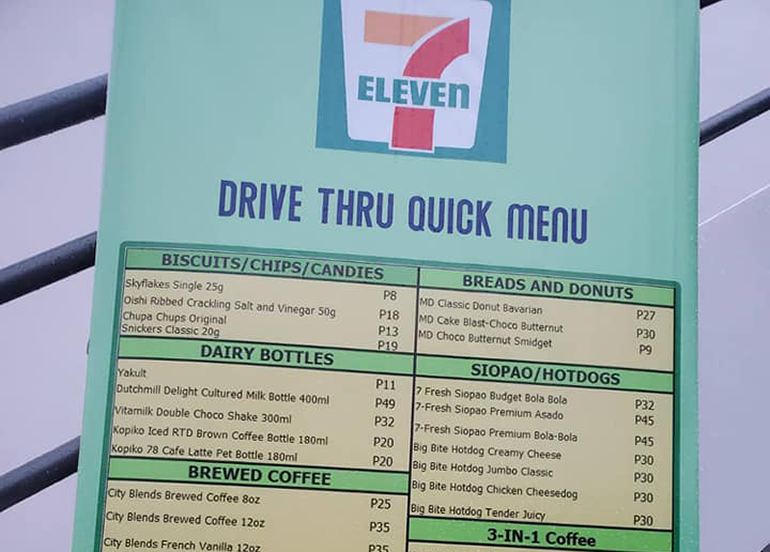 7
ELEVEn
DRIVE THRU QUICK MENU
BISCUITS/CHIPS/CANDIES
Skyflakes Single 25g P8
Oishi Ribbed Crackling Salt and Vinegar 50g P18
Chupa Chups Original P13
Snickers Classic 20g P19
DAIRY BOTTLES
Yakult P11
Dutchmill Delight Cultured Milk Bottle 400ml P49
Vitamilk Double Choco Shake 300ml P32
Kopiko Iced RTD Brown Coffee Bottle 180ml P20
Kopiko 78 Cafe Latte Pet Bottle 180ml P20
BREWED COFFEE
City Blends Brewed Coffee 8oz P25
City Blends Brewed Coffee 12oz P35
City Blends French Vanilla 12oz P35
BREADS AND DONUTS
MD Classic Donut Bavarian P27
MD Cake Blast-Choco Butternut P30
MD Choco Butternut Smidget P9
SIOPAO/HOTDOGS
7 Fresh Siopao Budget Bola Bola P32
7-Fresh Siopao Premium Asado P45
7-Fresh Siopao Premium Bola-Bola P45
Big Bite Hotdog Creamy Cheese P30
Big Bite Hotdog Jumbo Classic P30
Big Bite Hotdog Chicken Cheesedog P30
Big Bite Hotdog Tender Juicy P30
3-IN-1 Coffee